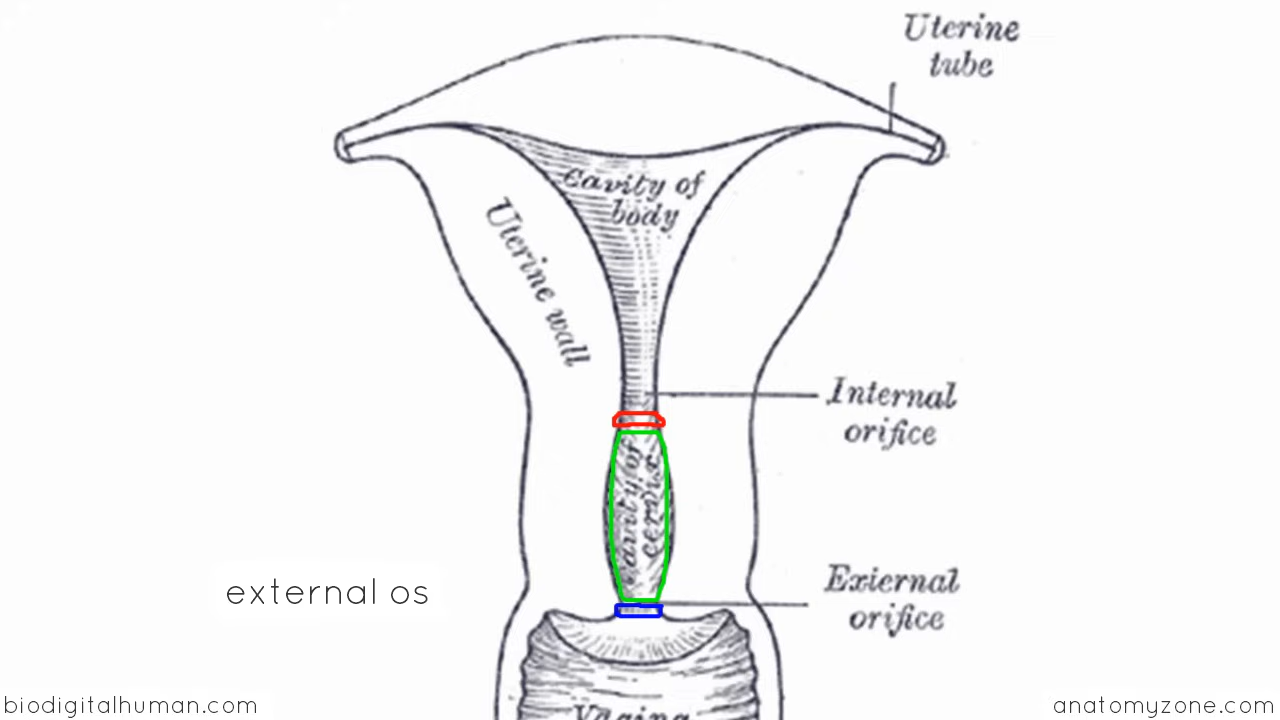 Uterine
tube
Cavity of
body
Uterine wall
Internal
orifice
cavity of
cervix
external os
External
orifice
Vagina
biodigitalhuman.com
anatomyzone.com